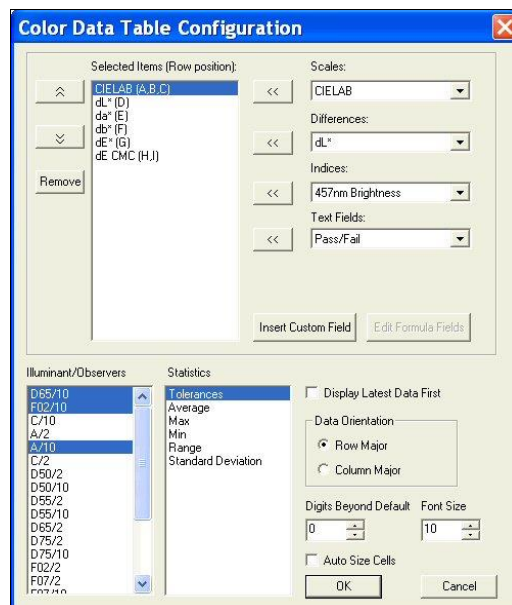 Color Data Table Configuration
Selected Items (Row position):
CIELAB (A,B,C)
dL* (D)
da* (E)
db* (F)
dE* (G)
dE CMC (H,I)
Remove
<<
<<
<<
<<
Scales:
CIELAB
Differences:
dL*
Indices:
457nm Brightness
Text Fields:
Pass/Fail
Insert Custom Field
Edit Formula Fields
Illuminant/Observers
D65/10
F02/10
C/10
A/2
A/10
C/2
D50/2
D50/10
D55/2
D55/10
D65/2
D75/2
D75/10
F02/2
F07/2
F07/10
Statistics
Tolerances
Average
Max
Min
Range
Standard Deviation
Display Latest Data First
Data Orientation
Row Major
Column Major
Digits Beyond Default
0
Font Size
10
Auto Size Cells
OK
Cancel